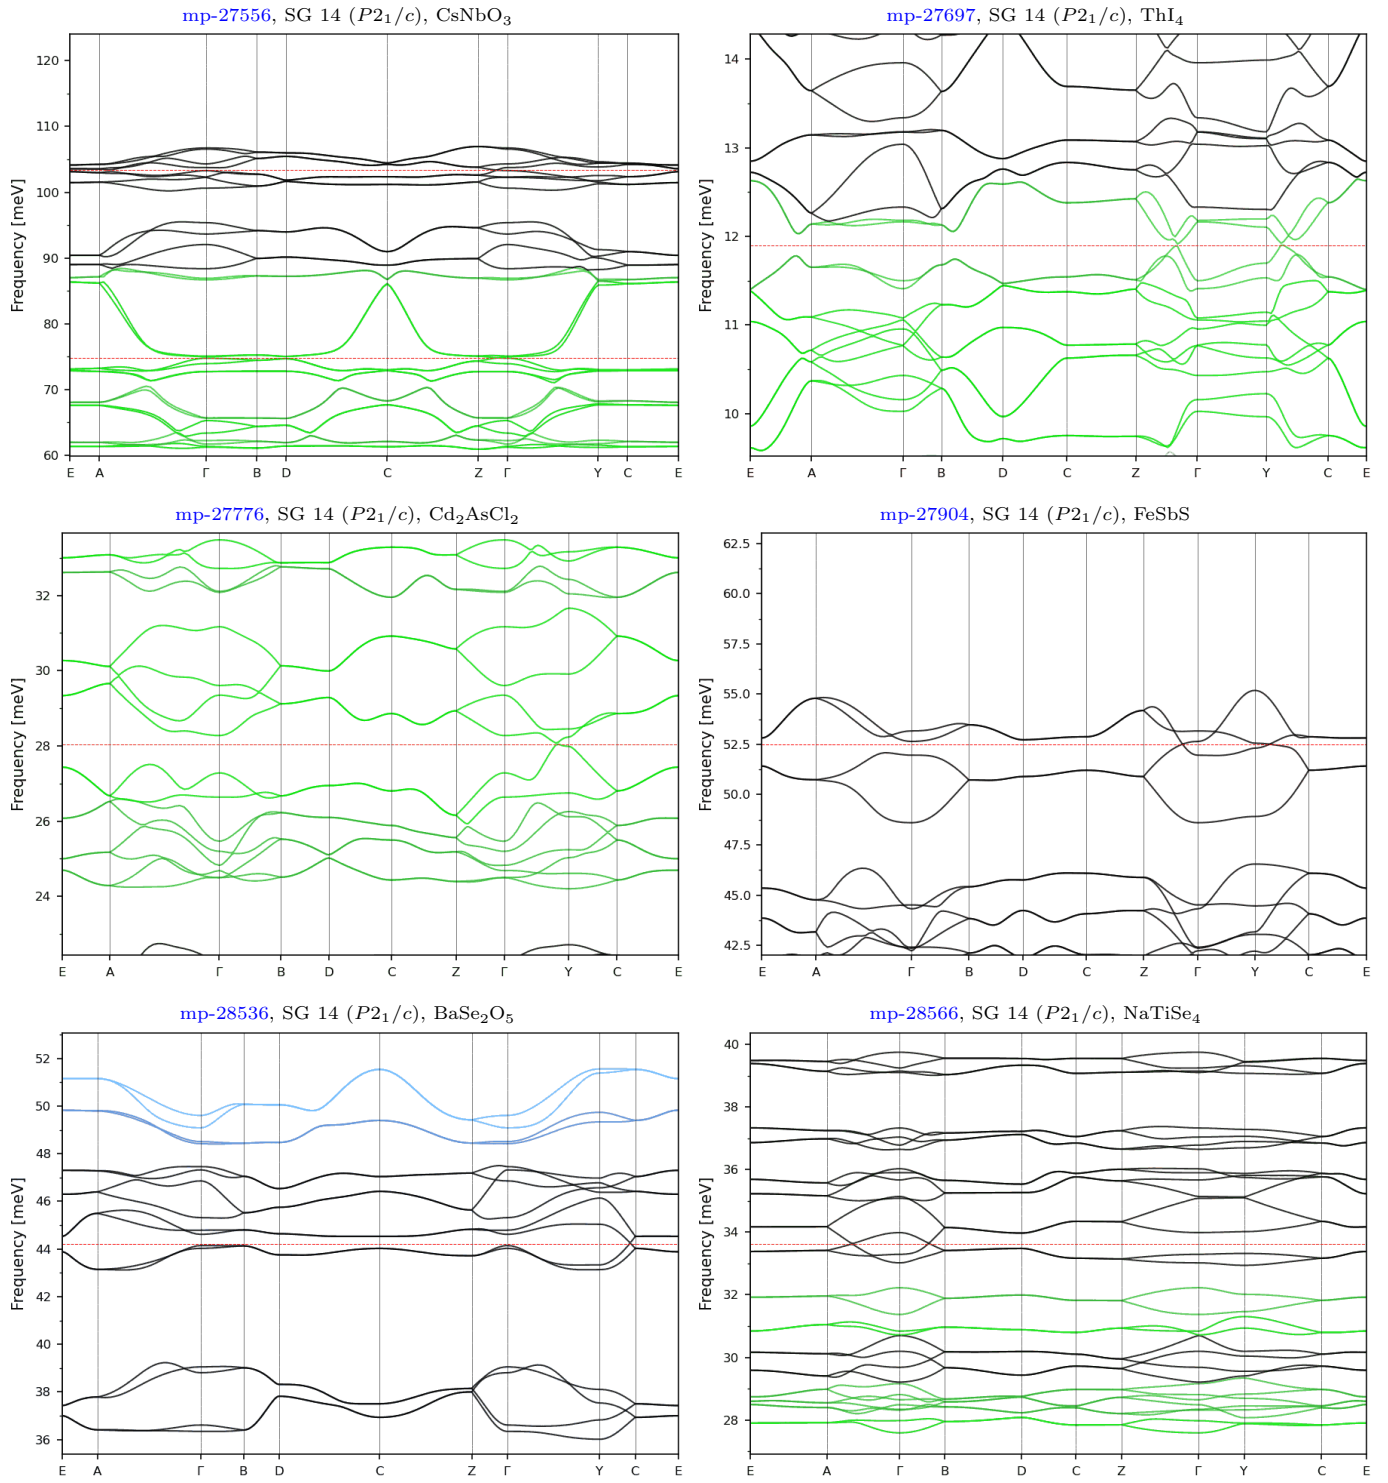 mp-27556, SG 14 (P2₁/c), CsNbO₃
Frequency [meV]
120
110
100
90
80
70
60
E A Γ B D C Z Γ Y C E
mp-27697, SG 14 (P2₁/c), ThI₄
Frequency [meV]
14
13
12
11
10
E A Γ B D C Z Γ Y C E
mp-27776, SG 14 (P2₁/c), Cd₂AsCl₂
Frequency [meV]
32
30
28
26
24
E A Γ B D C Z Γ Y C E
mp-27904, SG 14 (P2₁/c), FeSbS
Frequency [meV]
62.5
60.0
57.5
55.0
52.5
50.0
47.5
45.0
42.5
E A Γ B D C Z Γ Y C E
mp-28536, SG 14 (P2₁/c), BaSe₂O₅
Frequency [meV]
52
50
48
46
44
42
40
38
36
E A Γ B D C Z Γ Y C E
mp-28566, SG 14 (P2₁/c), NaTiSe₄
Frequency [meV]
40
38
36
34
32
30
28
E A Γ B D C Z Γ Y C E